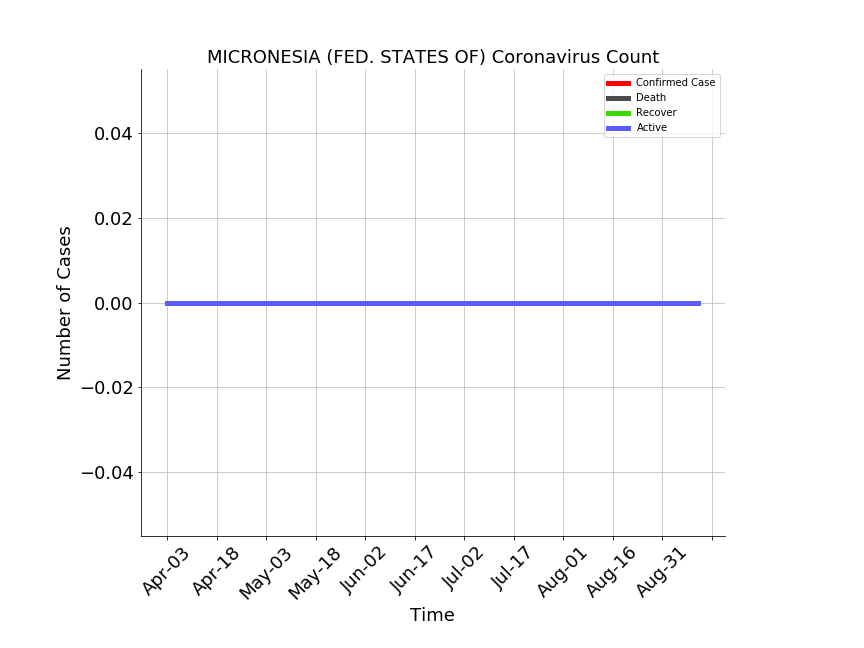 MICRONESIA (FED. STATES OF) Coronavirus Count
Confirmed Case
Death
Recover
Active
0.04
0.02
0.00
−0.02
−0.04
Number of Cases
Apr-03
Apr-18
May-03
May-18
Jun-02
Jun-17
Jul-02
Jul-17
Aug-01
Aug-16
Aug-31
Time